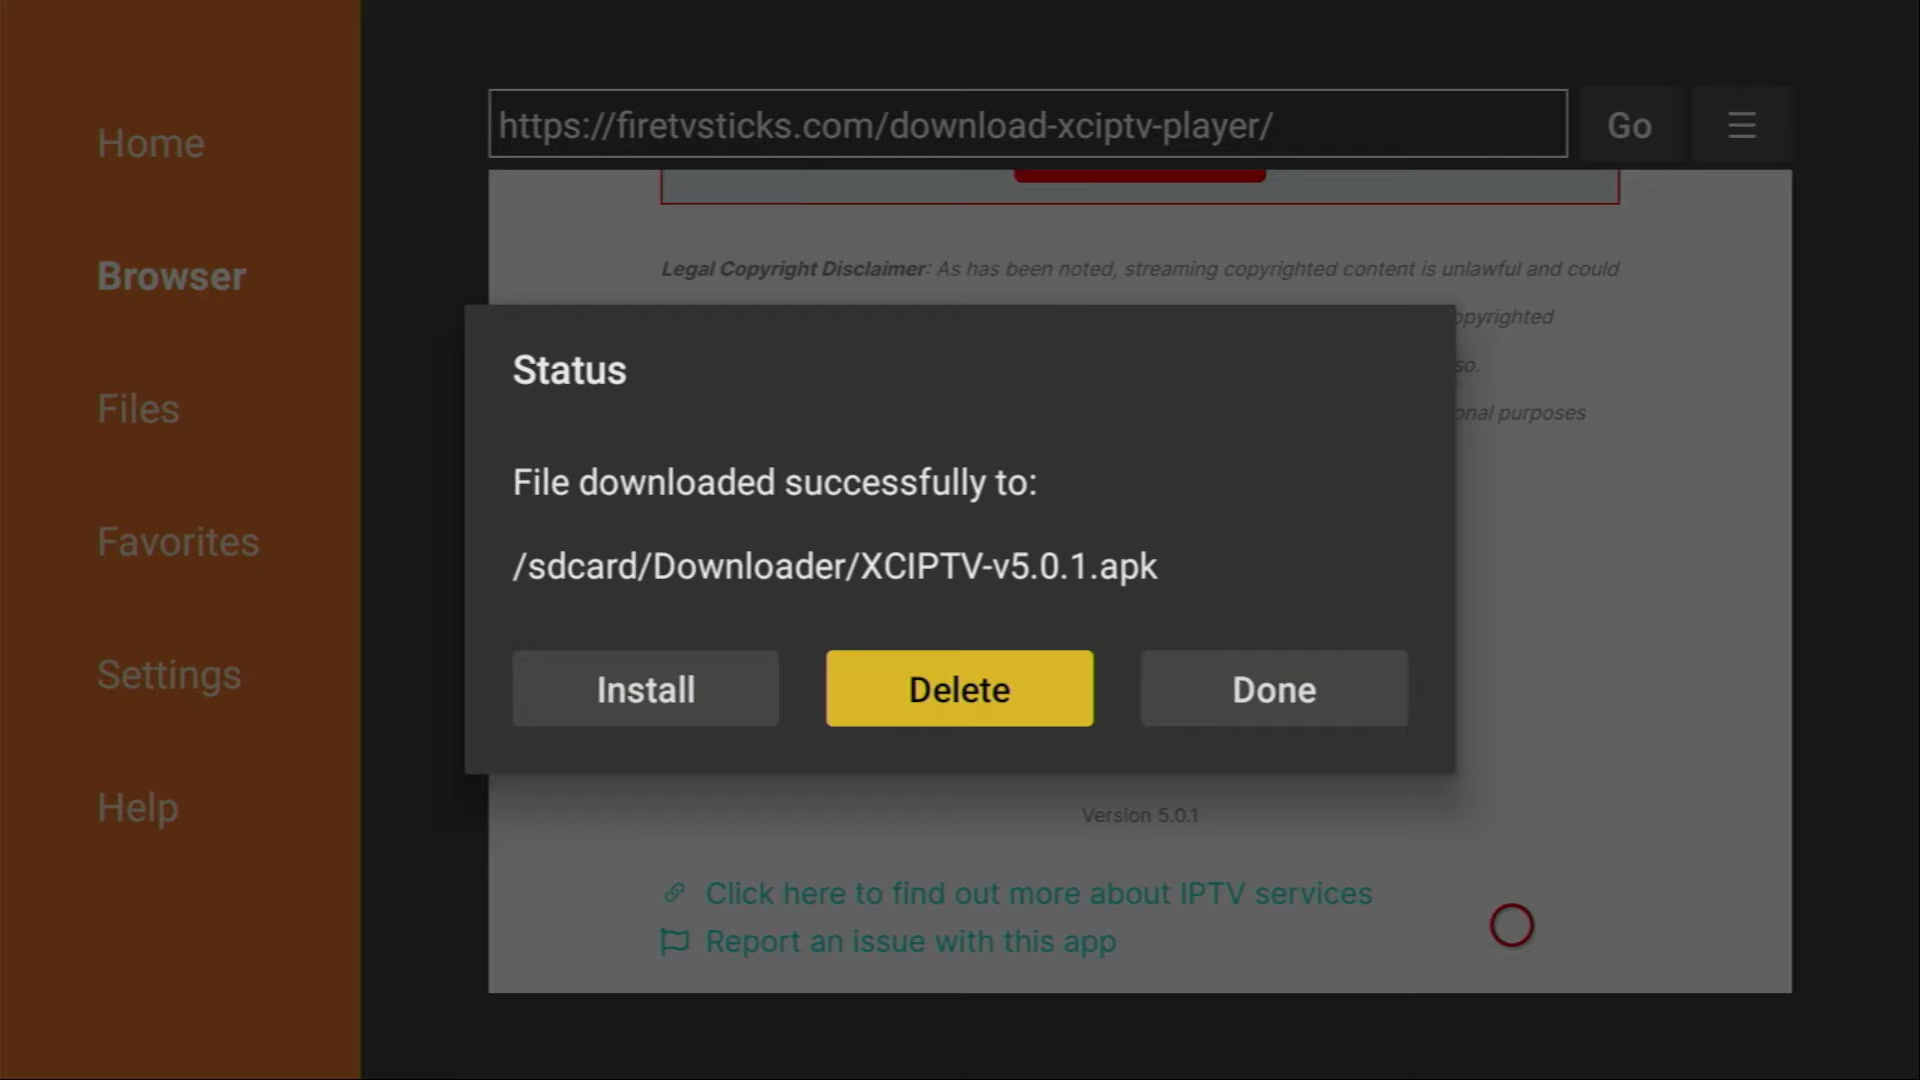 Home
Browser
Files
Favorites
Settings
Help
https://firetvsticks.com/download-xciptv-player/
Go
Legal Copyright Disclaimer: As has been noted, streaming copyrighted content is unlawful and could
opyrighted
so.
onal purposes
Status
File downloaded successfully to:
/sdcard/Downloader/XCIPTV-v5.0.1.apk
Install
Delete
Done
Version 5.0.1
Click here to find out more about IPTV services
Report an issue with this app